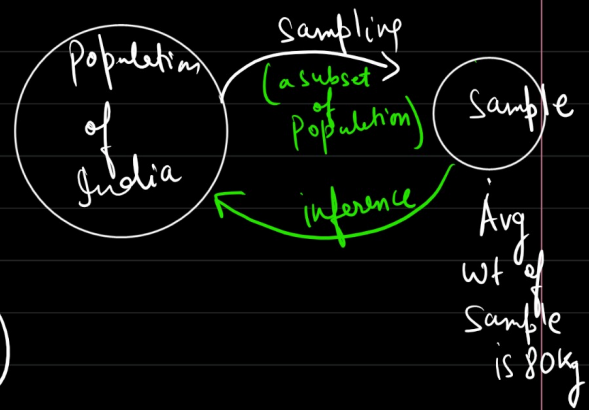 Population
of
India
Sampling
(a subset
of
Population)
inference
Sample
Avg
wt of
Sample
is 80kg